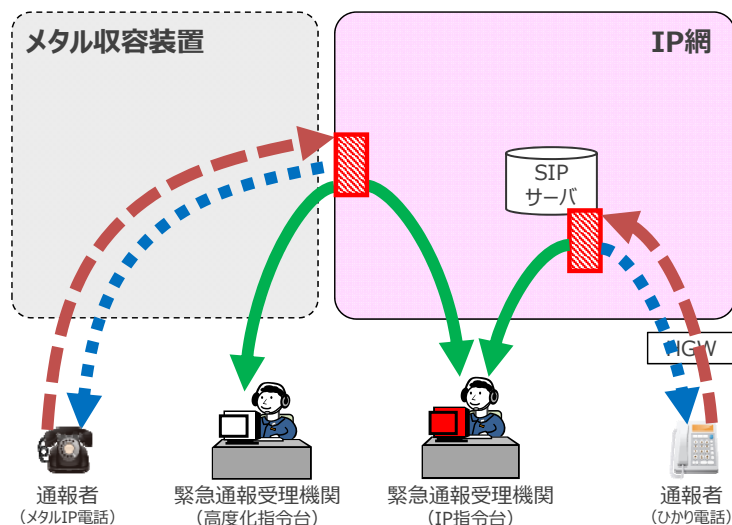 メタル収容装置
IP網
SIP
サーバ
HGW
通報者
(メタルIP電話)
緊急通報受理機関
(高度化指令台)
緊急通報受理機関
(IP指令台)
通報者
(ひかり電話)